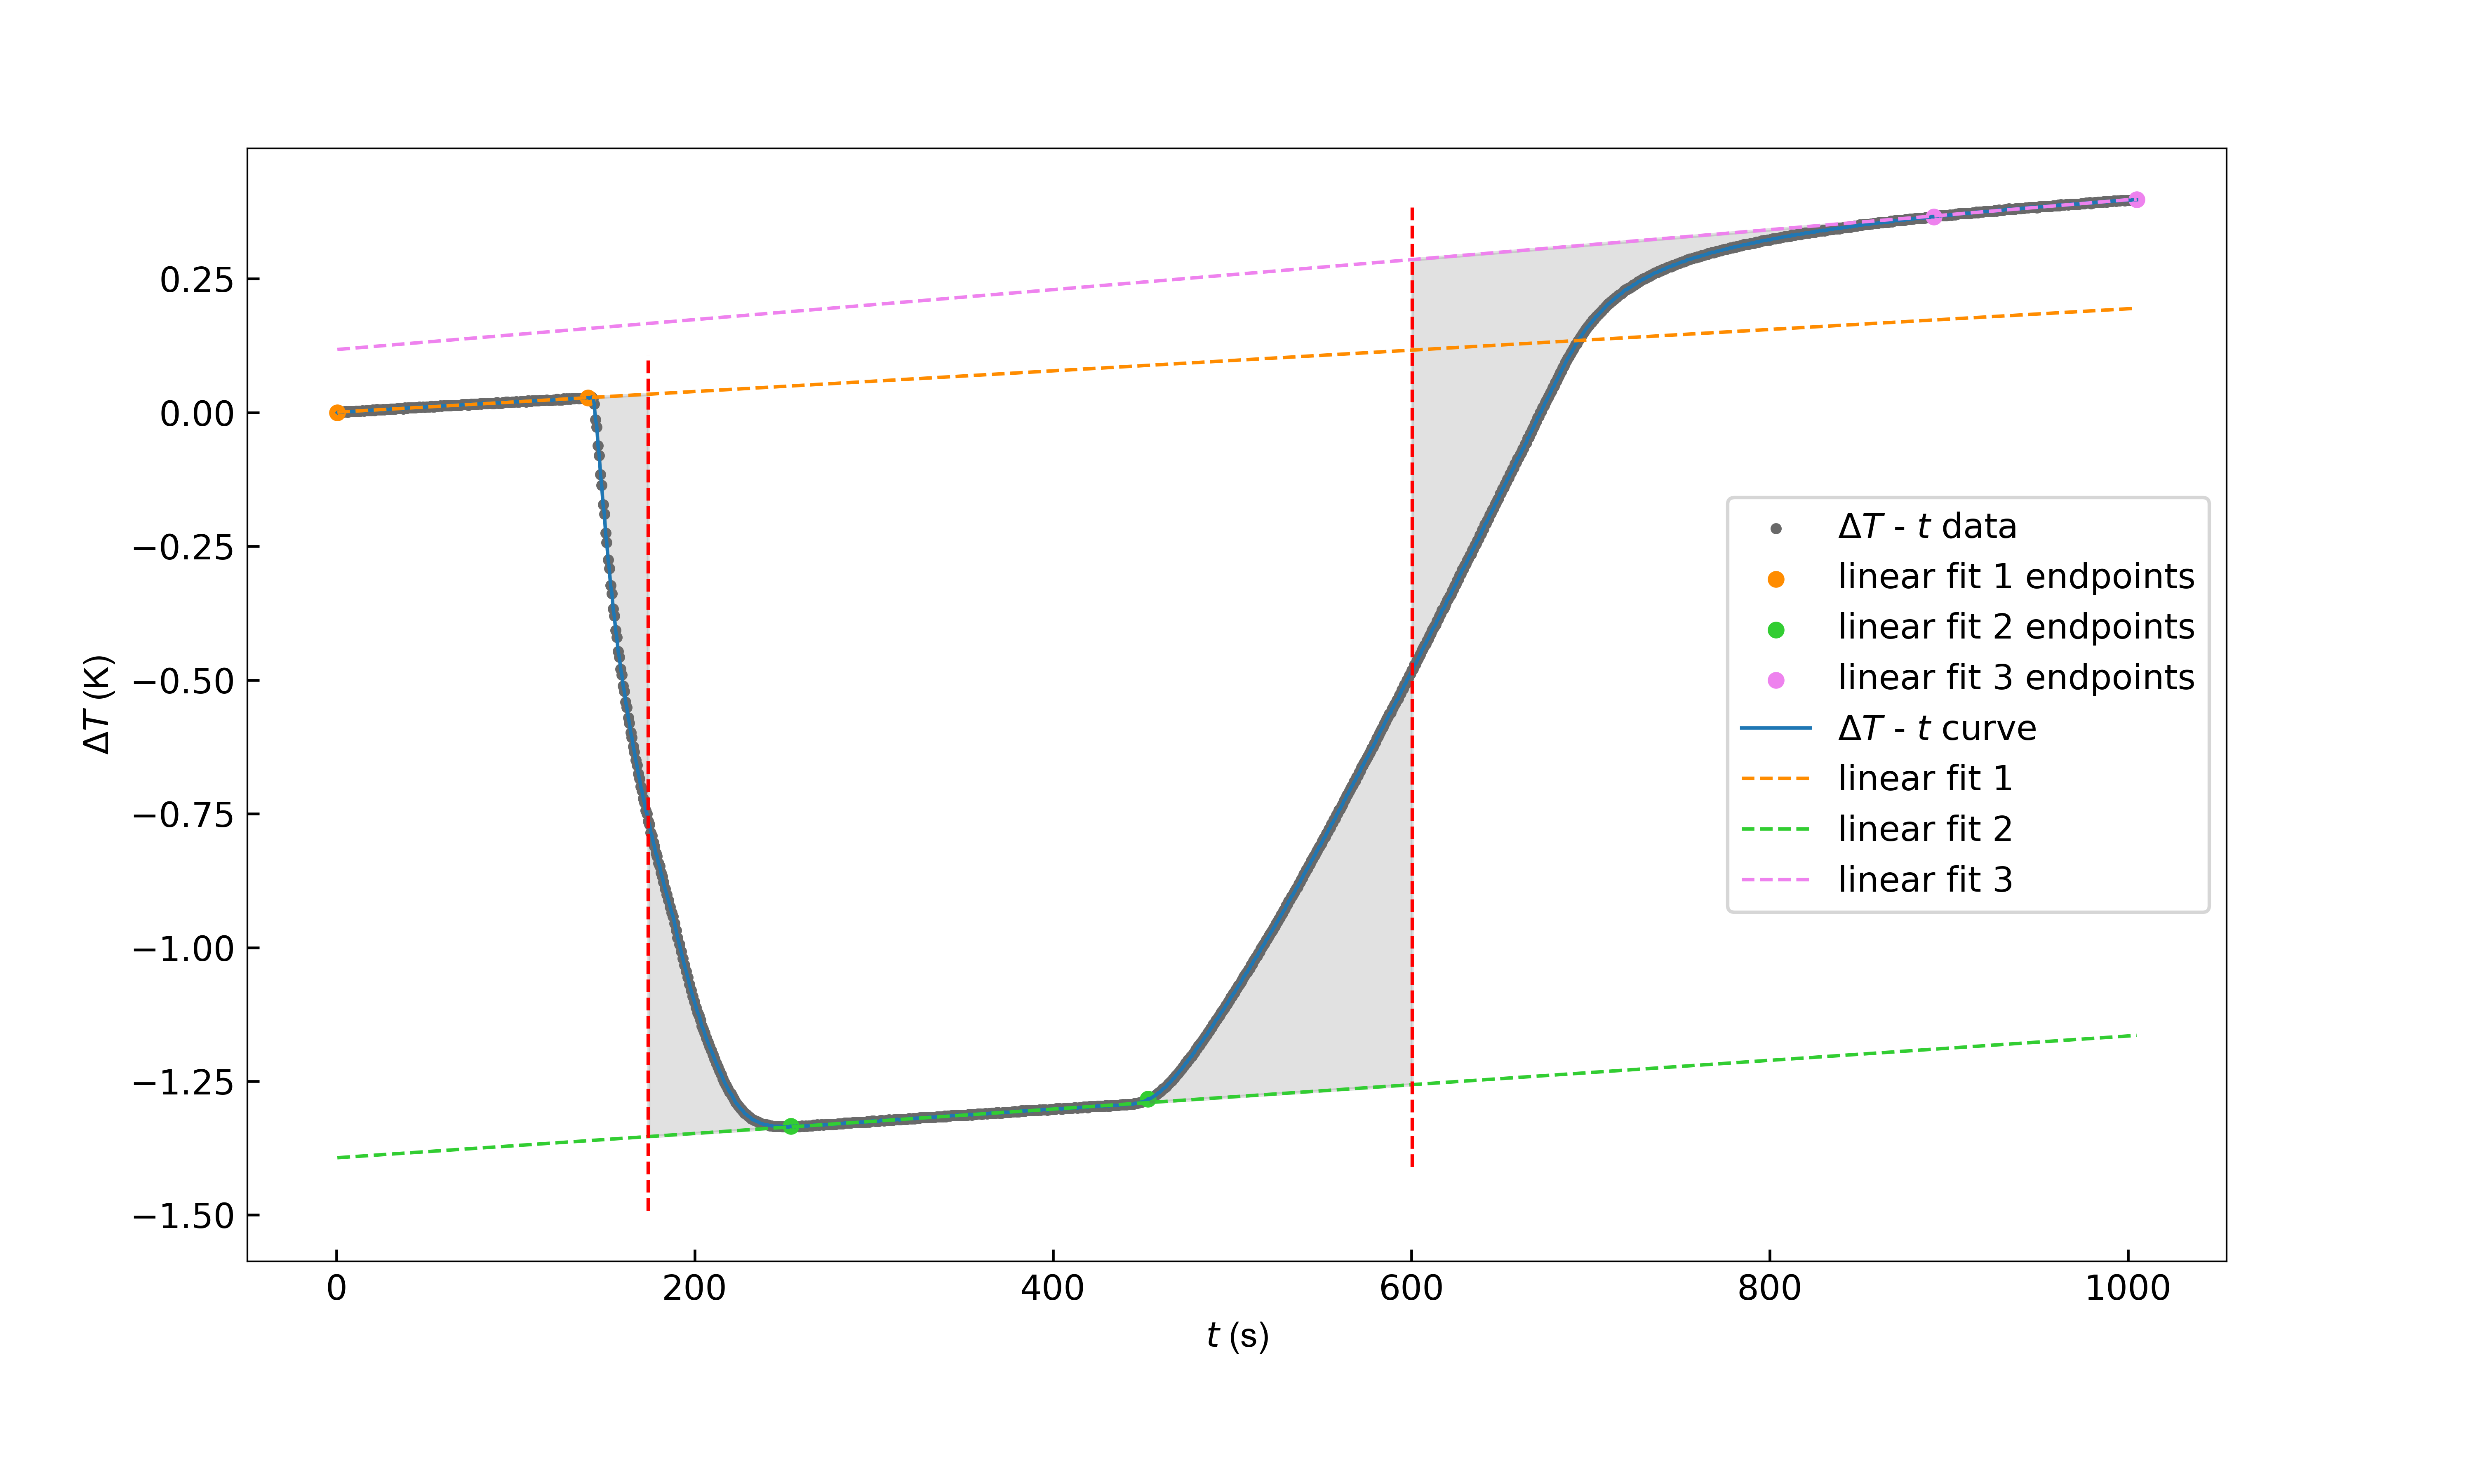 0.25
0.00
−0.25
−0.50
−0.75
−1.00
−1.25
−1.50
ΔT (K)
0 200 400 600 800 1000
t (s)
ΔT - t data
linear fit 1 endpoints
linear fit 2 endpoints
linear fit 3 endpoints
ΔT - t curve
linear fit 1
linear fit 2
linear fit 3